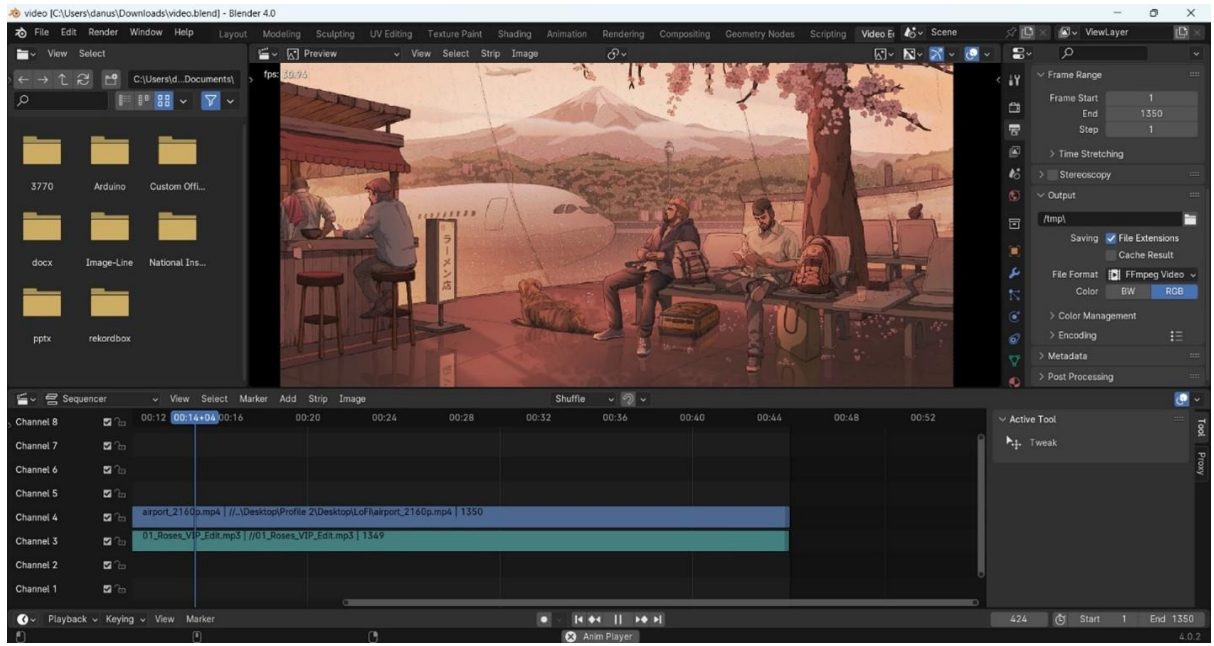 video [C:\Users\danus\Downloads\video.blend] - Blender 4.0
File Edit Render Window Help Layout Modeling Sculpting UV Editing Texture Paint Shading Animation Rendering Compositing Geometry Nodes Scripting Video E Scene ViewLayer
View Select
Preview View Select Strip Image
C:\Users\d...Documents\
fps: 30.94
3770 Arduino Custom Offi...
docx Image-Line National Ins...
pptx rekordbox
ラーメン店
Frame Range
Frame Start 1
End 1350
Step 1
Time Stretching
Stereoscopy
Output
/tmp\
Saving File Extensions
Cache Result
File Format FFmpeg Video
Color BW RGB
Color Management
Encoding
Metadata
Post Processing
Sequencer View Select Marker Add Strip Image Shuffle
00:12 00:14+04 00:16 00:20 00:24 00:28 00:32 00:36 00:40 00:44 00:48 00:52
Channel 8
Channel 7
Channel 6
Channel 5
Channel 4
airport_2160p.mp4 | //..\Desktop\Profile 2\Desktop\LoFi\airport_2160p.mp4 | 1350
Channel 3
01_Roses_VIP_Edit.mp3 | //01_Roses_VIP_Edit.mp3 | 1349
Channel 2
Channel 1
Active Tool
Tweak
Tool
Proxy
Playback Keying View Marker 424 Start 1 End 1350
Anim Player 4.0.2